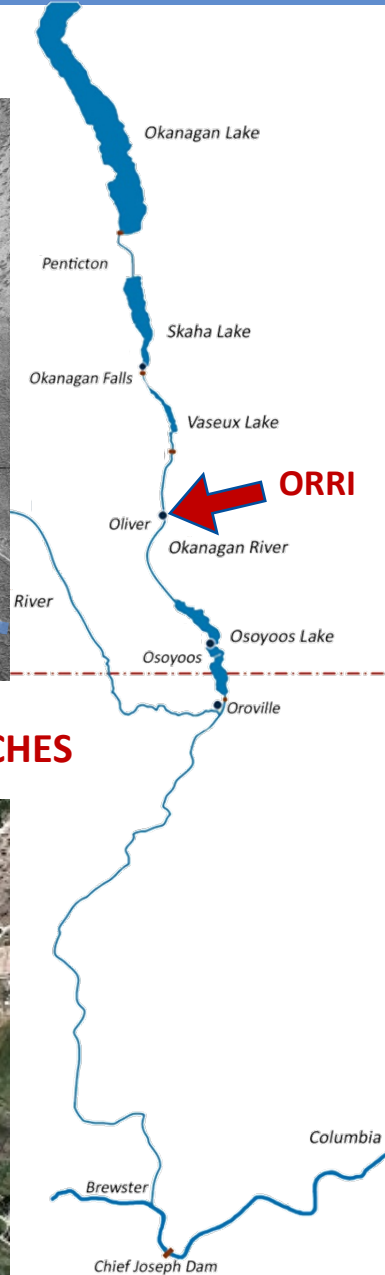 Okanagan Lake
Penticton
Skaha Lake
Okanagan Falls
Vaseux Lake
ORRI
Oliver
Okanagan River
River
Osoyoos Lake
Osoyoos
Oroville
CHES
Columbia
Brewster
Chief Joseph Dam